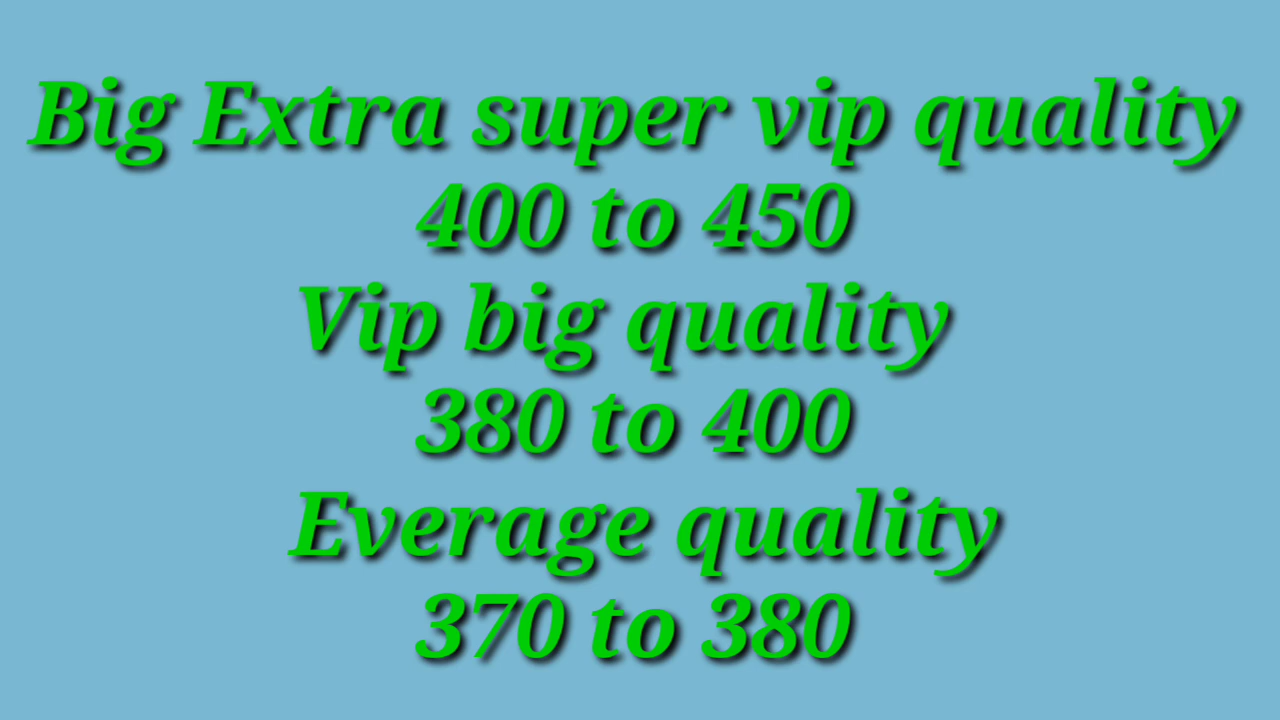 Big Extra super vip quality
400 to 450
Vip big quality
380 to 400
Everage quality
370 to 380